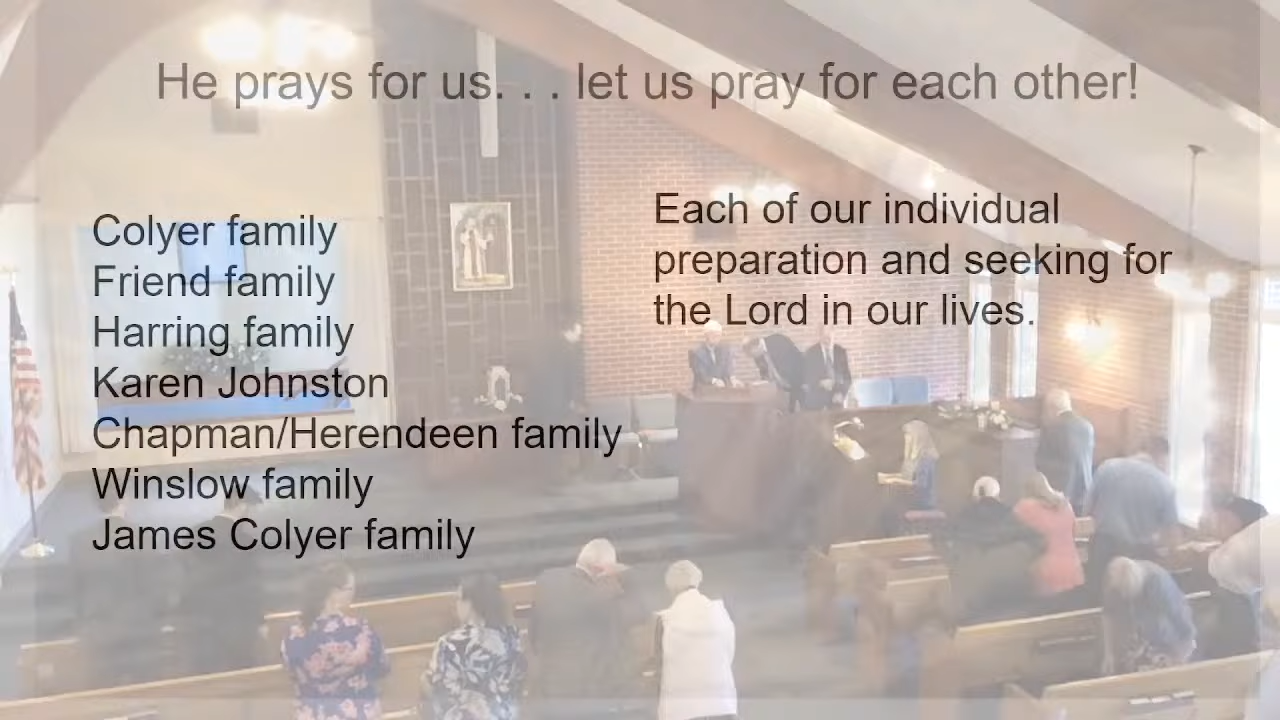 He prays for us. . . let us pray for each other!
Colyer family
Friend family
Harring family
Karen Johnston
Chapman/Herendeen family
Winslow family
James Colyer family
Each of our individual
preparation and seeking for
the Lord in our lives.